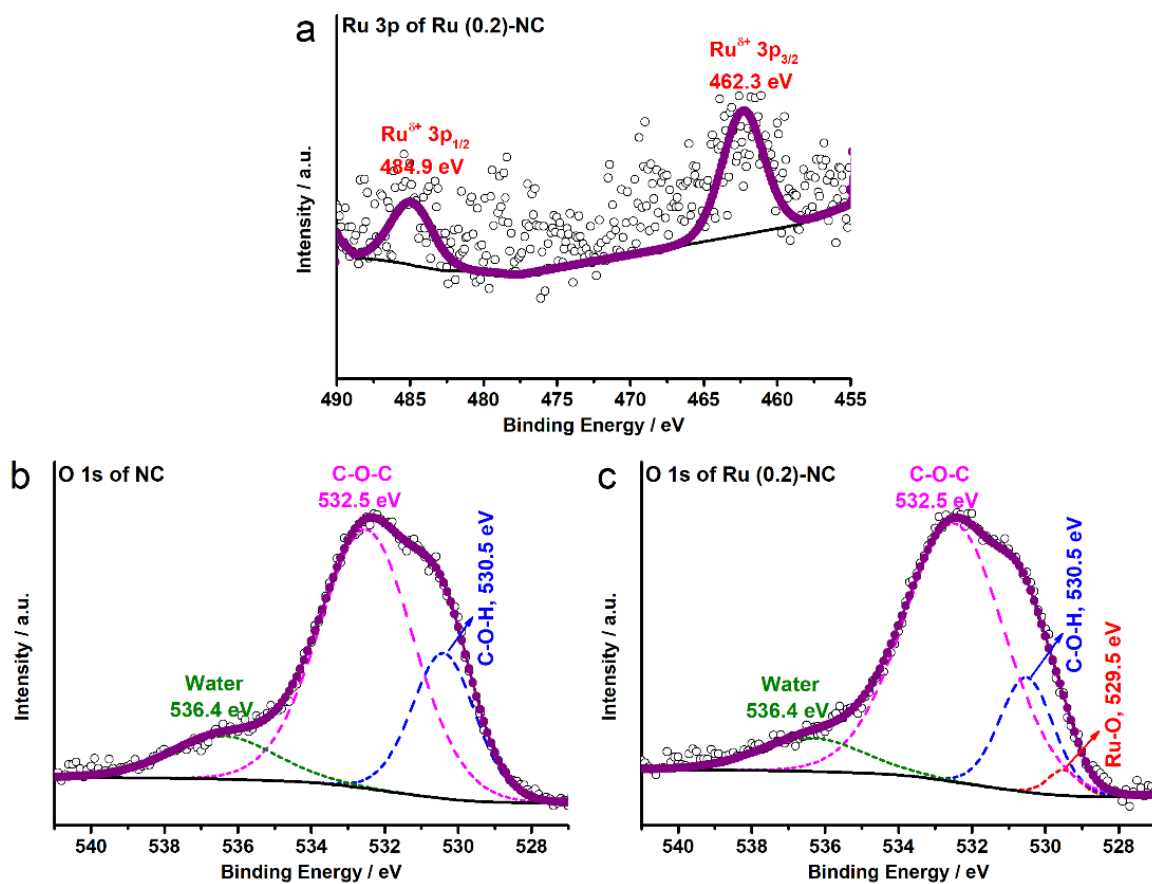 a
Ru 3p of Ru (0.2)-NC
Ru^δ+ 3p_3/2
462.3 eV
Ru^δ+ 3p_1/2
484.9 eV
Intensity / a.u.
490 485 480 475 470 465 460 455
Binding Energy / eV
b
O 1s of NC
C-O-C
532.5 eV
C-O-H, 530.5 eV
Water
536.4 eV
Intensity / a.u.
540 538 536 534 532 530 528
Binding Energy / eV
c
O 1s of Ru (0.2)-NC
C-O-C
532.5 eV
C-O-H, 530.5 eV
Ru-O, 529.5 eV
Water
536.4 eV
Intensity / a.u.
540 538 536 534 532 530 528
Binding Energy / eV